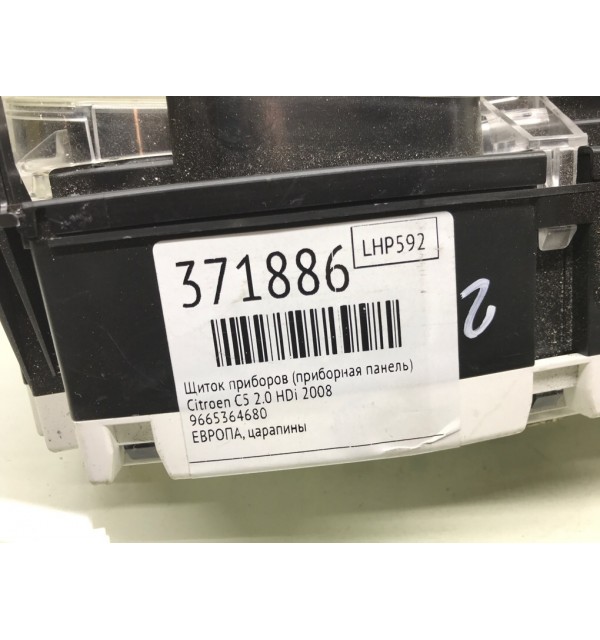 LHP592
371886
Щиток приборов (приборная панель)
Citroen C5 2.0 HDi 2008
9665364680
ЕВРОПА, царапины
2